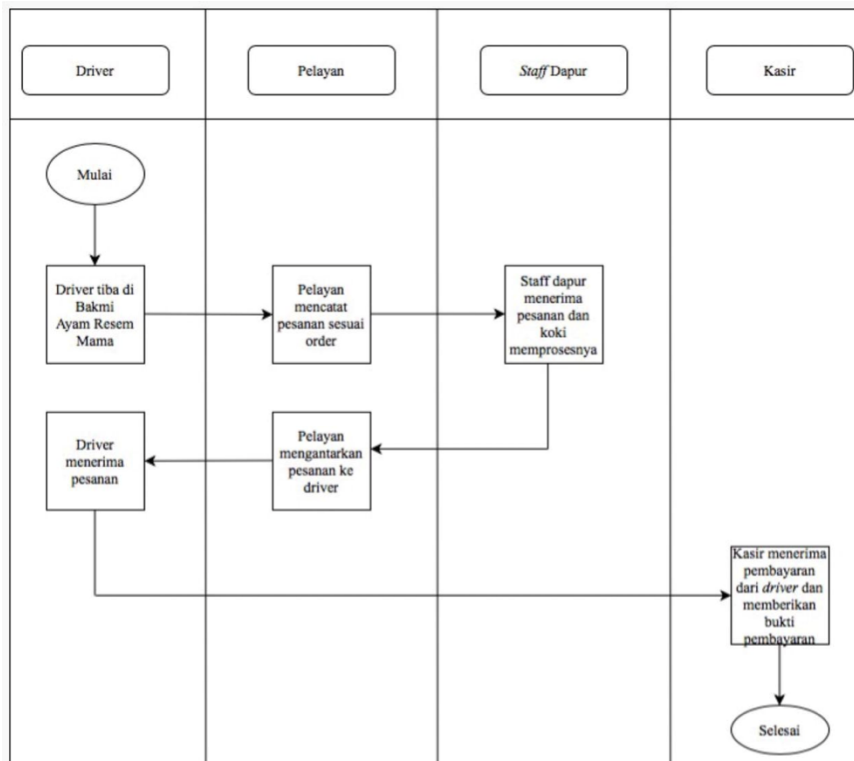 Driver
Pelayan
Staff Dapur
Kasir
Mulai
Driver tiba di
Bakmi
Ayam Resem
Mama
Pelayan
mencatat
pesanan sesuai
order
Staff dapur
menerima
pesanan dan
koki
memprosesnya
Driver
menerima
pesanan
Pelayan
mengantarkan
pesanan ke
driver
Kasir menerima
pembayaran
dari driver dan
memberikan
bukti
pembayaran
Selesai